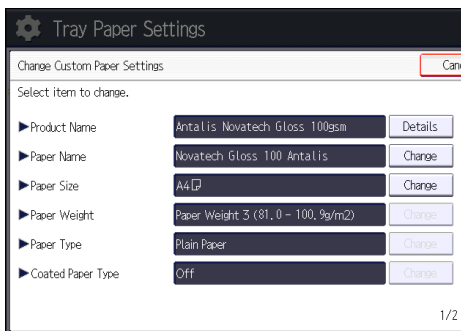 Tray Paper Settings
Change Custom Paper Settings
Select item to change.
▶Product Name Antalis Novatech Gloss 100gsm Details
▶Paper Name Novatech Gloss 100 Antalis Change
▶Paper Size A4 Change
▶Paper Weight Paper Weight 3 (81.0 - 100.9g/m2) Change
▶Paper Type Plain Paper Change
▶Coated Paper Type Off Change
1/2